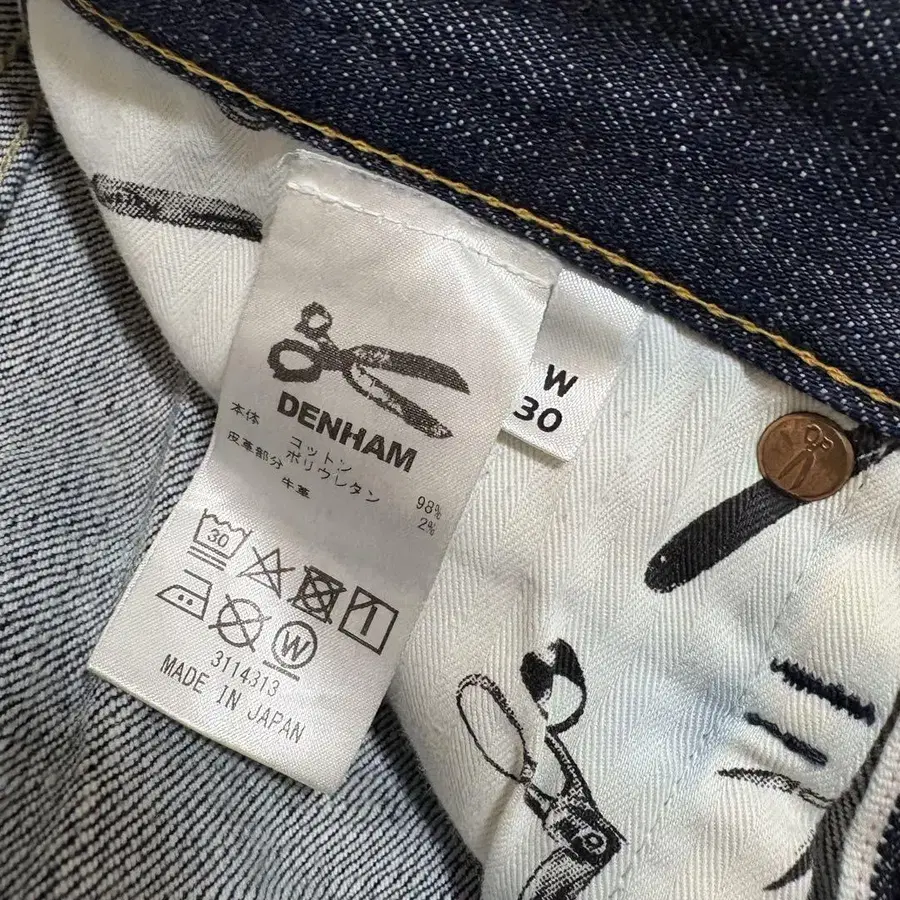 DENHAM
本体 コットン 98%
ポリウレタン 2%
皮革部分 牛革
30
W
3114313
MADE IN JAPAN
W
30